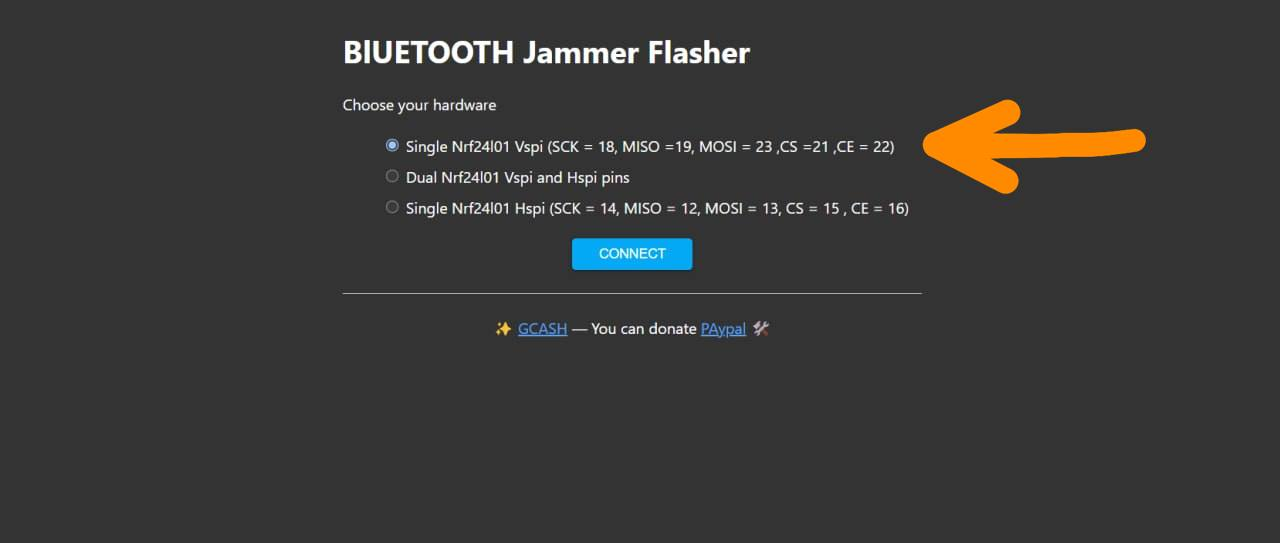 BlUETOOTH Jammer Flasher
Choose your hardware
Single Nrf24l01 Vspi (SCK = 18, MISO =19, MOSI = 23 ,CS =21 ,CE = 22)
Dual Nrf24l01 Vspi and Hspi pins
Single Nrf24l01 Hspi (SCK = 14, MISO = 12, MOSI = 13, CS = 15 , CE = 16)
CONNECT
✨ GCASH — You can donate PAypal 🛠